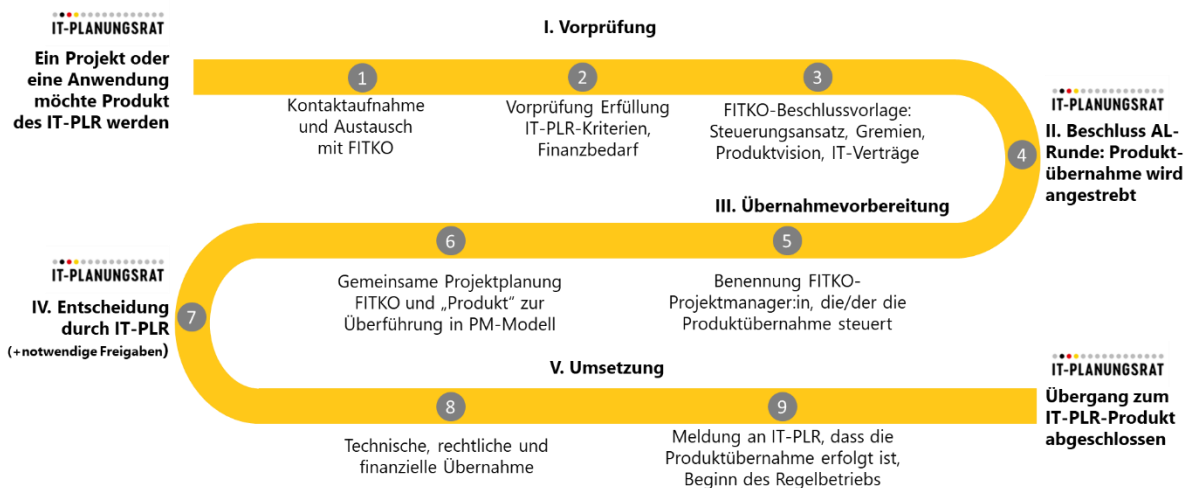 IT-PLANUNGSRAT
Ein Projekt oder
eine Anwendung
möchte Produkt
des IT-PLR werden
I. Vorprüfung
1
Kontaktaufnahme
und Austausch
mit FITKO
2
Vorprüfung Erfüllung
IT-PLR-Kriterien,
Finanzbedarf
3
FITKO-Beschlussvorlage:
Steuerungsansatz, Gremien,
Produktvision, IT-Verträge
IT-PLANUNGSRAT
4
II. Beschluss AL-
Runde: Produkt-
übernahme wird
angestrebt
III. Übernahmevorbereitung
5
Benennung FITKO-
Projektmanager:in, die/der die
Produktübernahme steuert
6
Gemeinsame Projektplanung
FITKO und „Produkt" zur
Überführung in PM-Modell
IT-PLANUNGSRAT
7
IV. Entscheidung
durch IT-PLR
(+notwendige Freigaben)
V. Umsetzung
8
Technische, rechtliche und
finanzielle Übernahme
9
Meldung an IT-PLR, dass die
Produktübernahme erfolgt ist,
Beginn des Regelbetriebs
IT-PLANUNGSRAT
Übergang zum
IT-PLR-Produkt
abgeschlossen